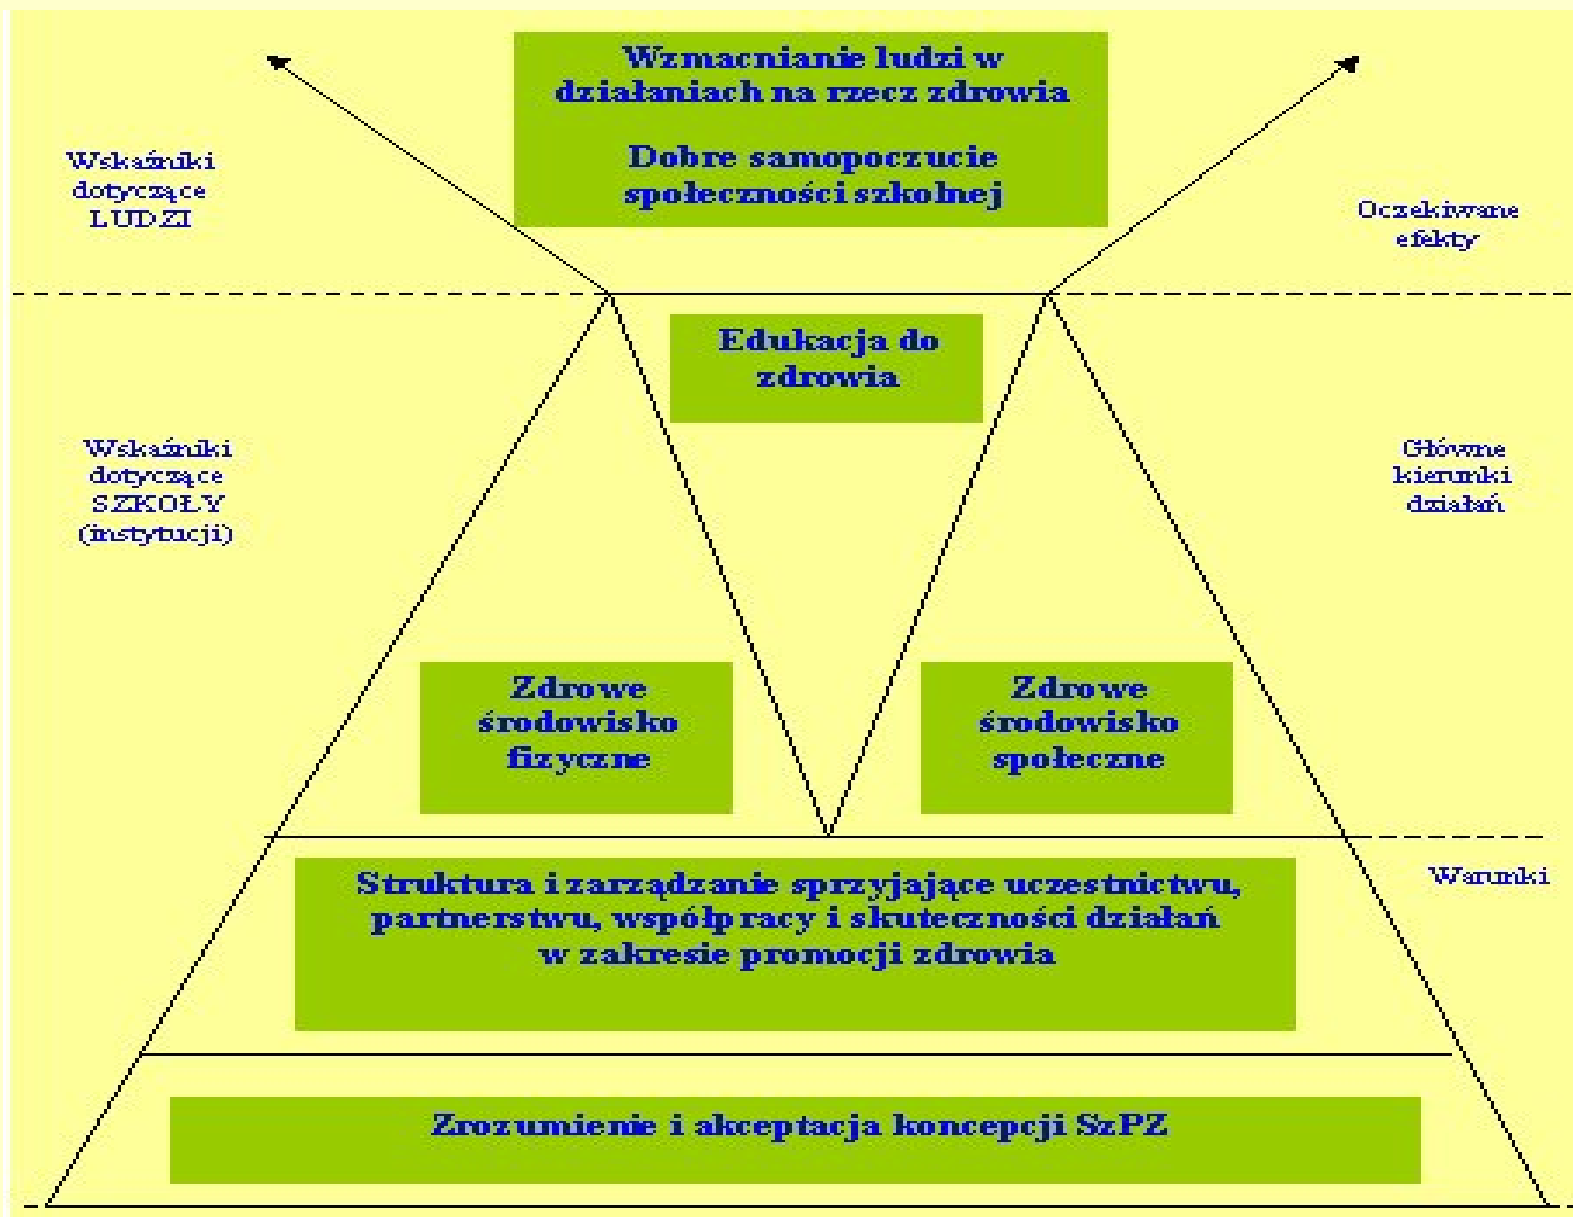 Wzmacnianie ludzi w
działaniach na rzecz zdrowia
Dobre samopoczucie
społeczności szkolnej
Wskaźniki
dotyczące
LUDZI
Oczekiwane
efekty
Edukacja do
zdrowia
Wskaźniki
dotyczące
SZKOŁY
(instytucji)
Główne
kierunki
działań
Zdrowe
środowisko
fizyczne
Zdrowe
środowisko
społeczne
Struktura i zarządzanie sprzyjające uczestnictwu,
partnerstwu, współpracy i skuteczności działań
w zakresie promocji zdrowia
Warunki
Zrozumienie i akceptacja koncepcji SzPZ